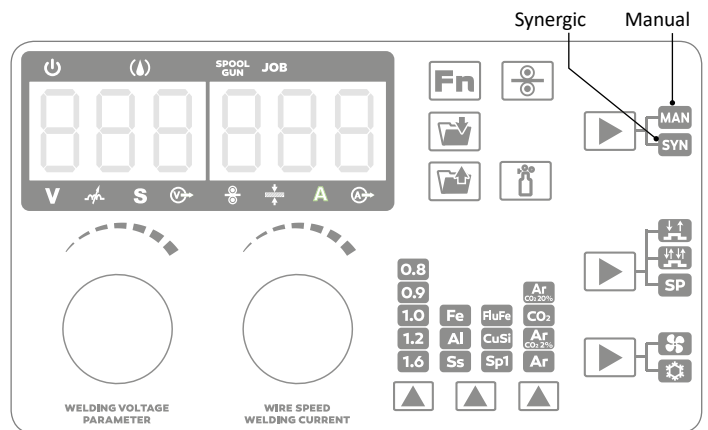 Synergic Manual
SPOOL GUN JOB
888 888
V S V A A
Fn
MAN
SYN
SP
0.8
0.9 Ar CO₂ 20%
1.0 Fe FluFe CO₂
1.2 Al CuSi Ar CO₂ 2%
1.6 Ss Sp1 Ar
WELDING VOLTAGE
PARAMETER
WIRE SPEED
WELDING CURRENT